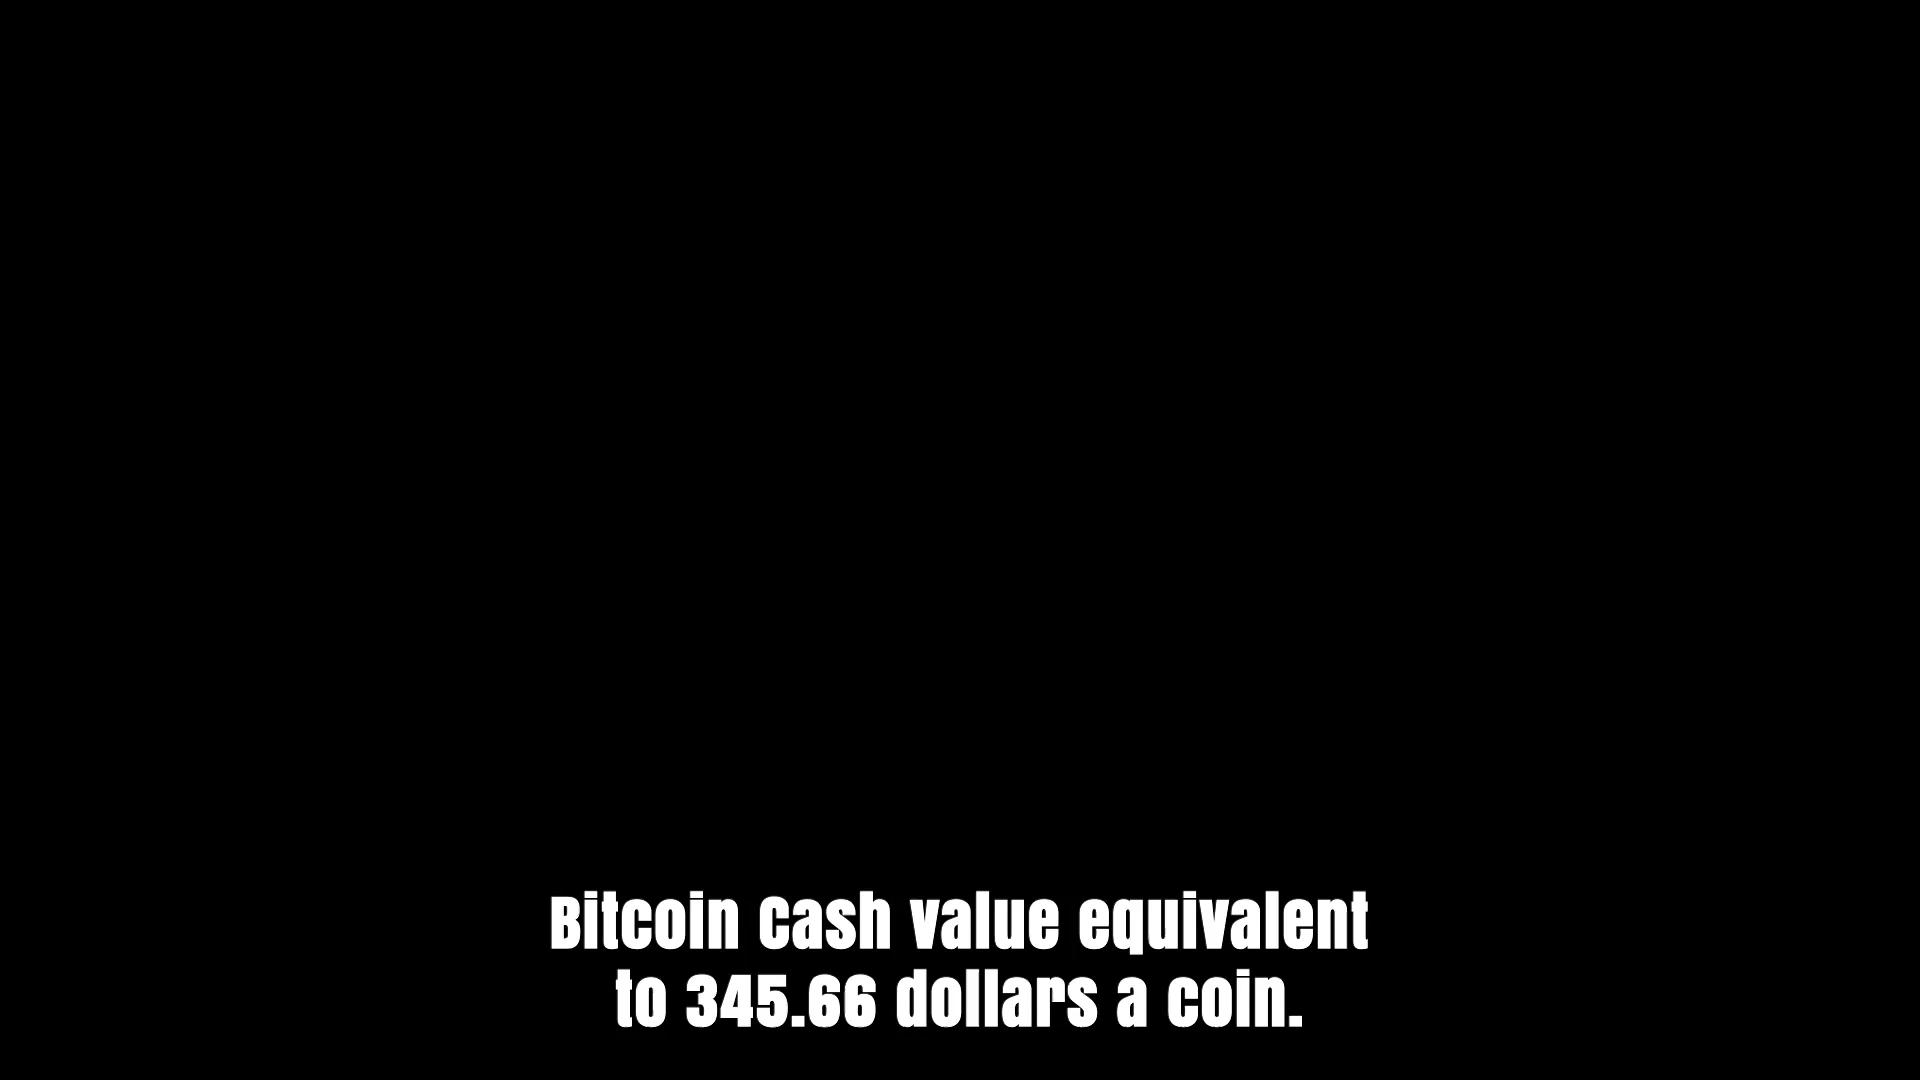 Bitcoin Cash value equivalent
to 345.66 dollars a coin.